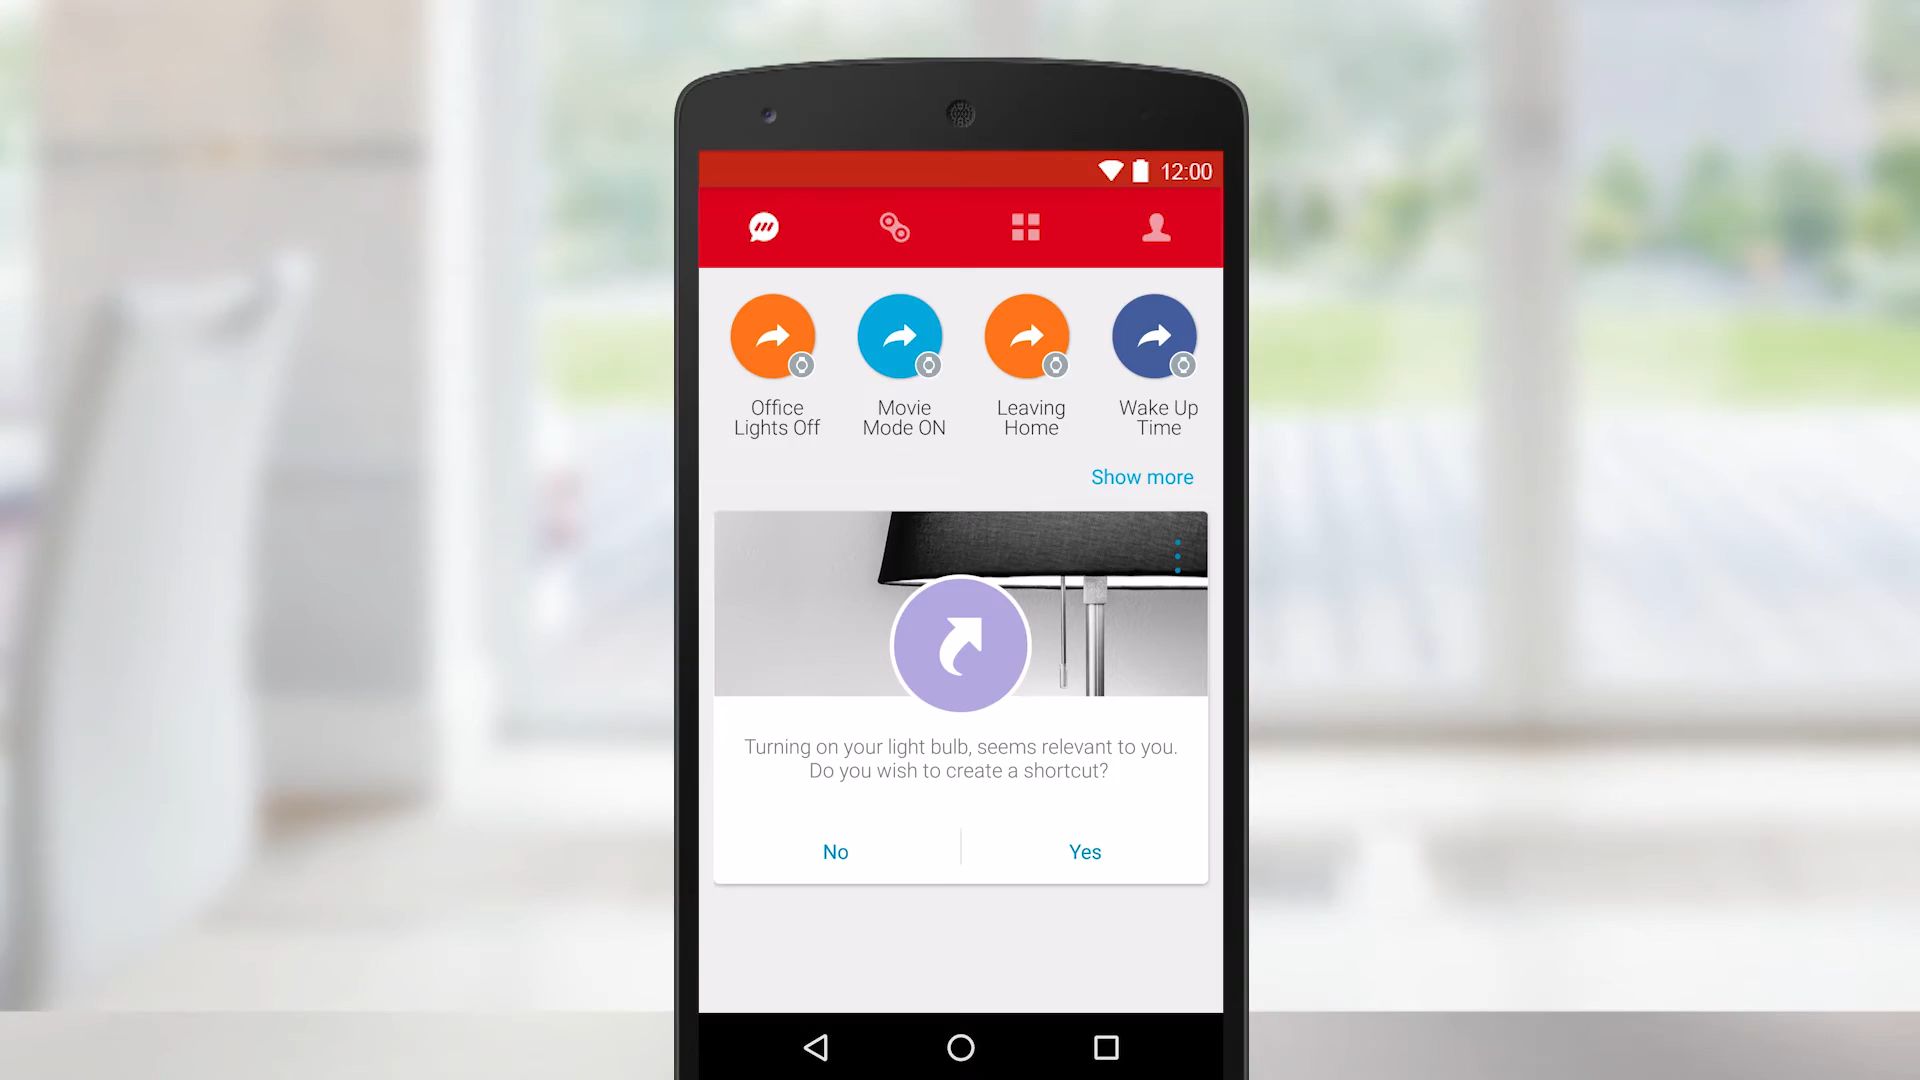 12:00
Office
Lights Off
Movie
Mode ON
Leaving
Home
Wake Up
Time
Show more
Turning on your light bulb, seems relevant to you.
Do you wish to create a shortcut?
No
Yes